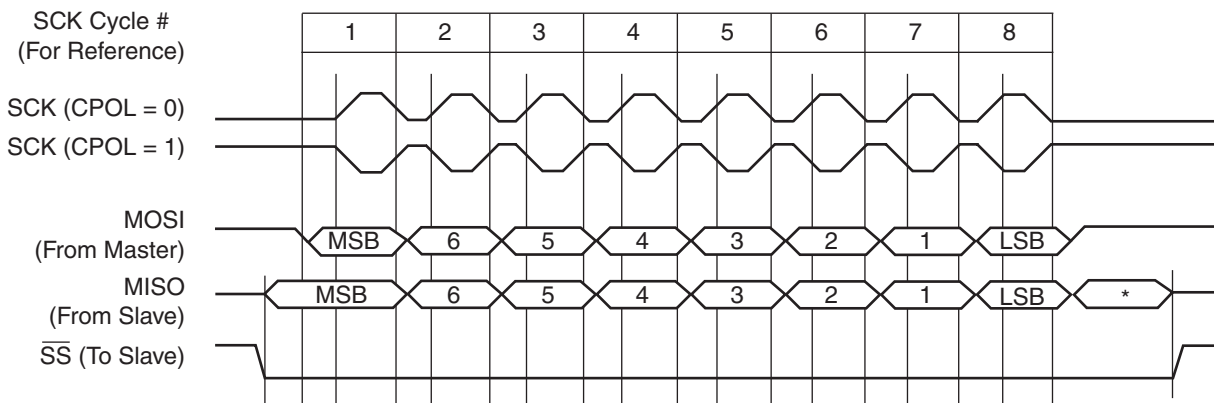 SCK Cycle #
(For Reference)
1 2 3 4 5 6 7 8
SCK (CPOL = 0)
SCK (CPOL = 1)
MOSI
(From Master)
MSB 6 5 4 3 2 1 LSB
MISO
(From Slave)
MSB 6 5 4 3 2 1 LSB *
SS (To Slave)